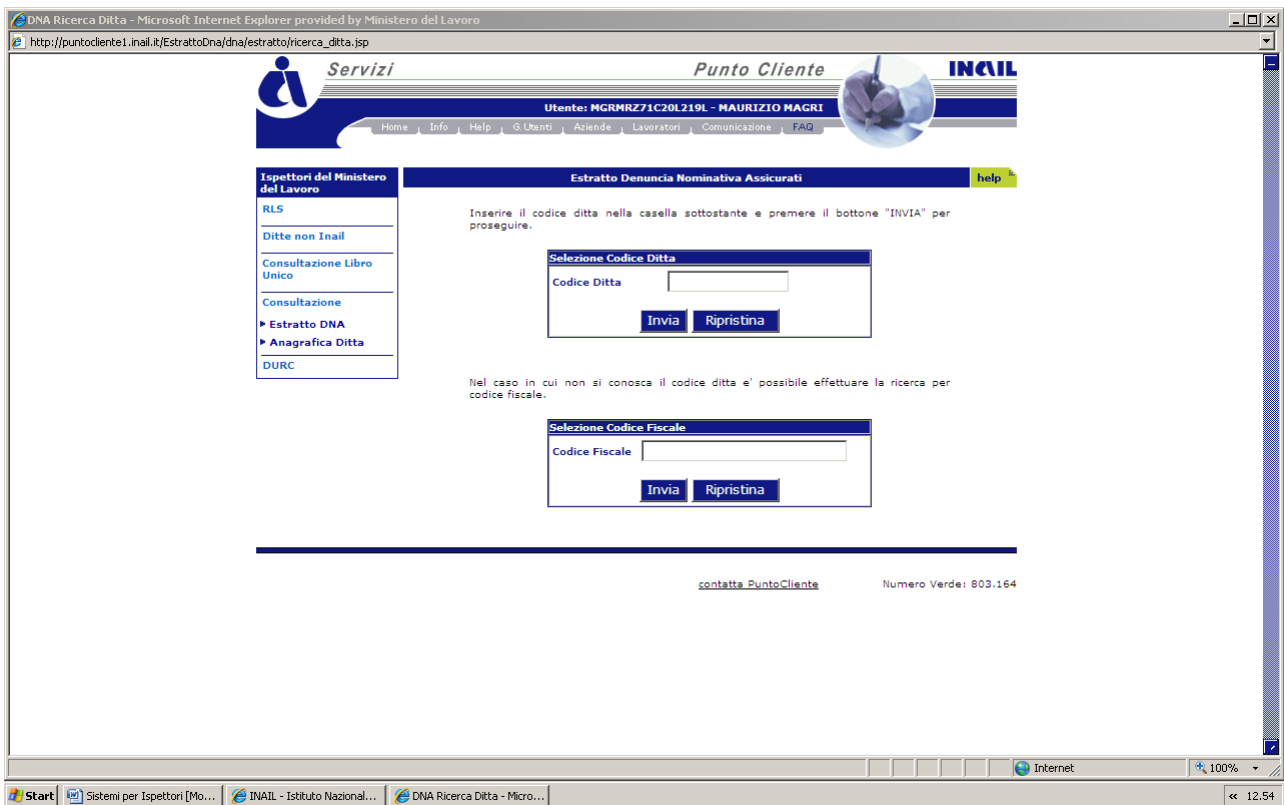 DNA Ricerca Ditta - Microsoft Internet Explorer provided by Ministero del Lavoro
http://puntocliente1.inail.it/EstrattoDna/dna/estratto/ricerca_ditta.jsp
Servizi
Punto Cliente
INAIL
Utente: MGRMRZ71C20L219L - MAURIZIO MAGRI
Home Info Help G.Utenti Aziende Lavoratori Comunicazione FAQ
Ispettori del Ministero
del Lavoro
RLS
Ditte non Inail
Consultazione Libro
Unico
Consultazione
Estratto DNA
Anagrafica Ditta
DURC
Estratto Denuncia Nominativa Assicurati
help
Inserire il codice ditta nella casella sottostante e premere il bottone "INVIA" per
proseguire.
Selezione Codice Ditta
Codice Ditta
Invia Ripristina
Nel caso in cui non si conosca il codice ditta e' possibile effettuare la ricerca per
codice fiscale.
Selezione Codice Fiscale
Codice Fiscale
Invia Ripristina
contatta PuntoCliente Numero Verde: 803.164
Internet 100%
Start Sistemi per Ispettori [Mo... INAIL - Istituto Nazional... DNA Ricerca Ditta - Micro... « 12.54